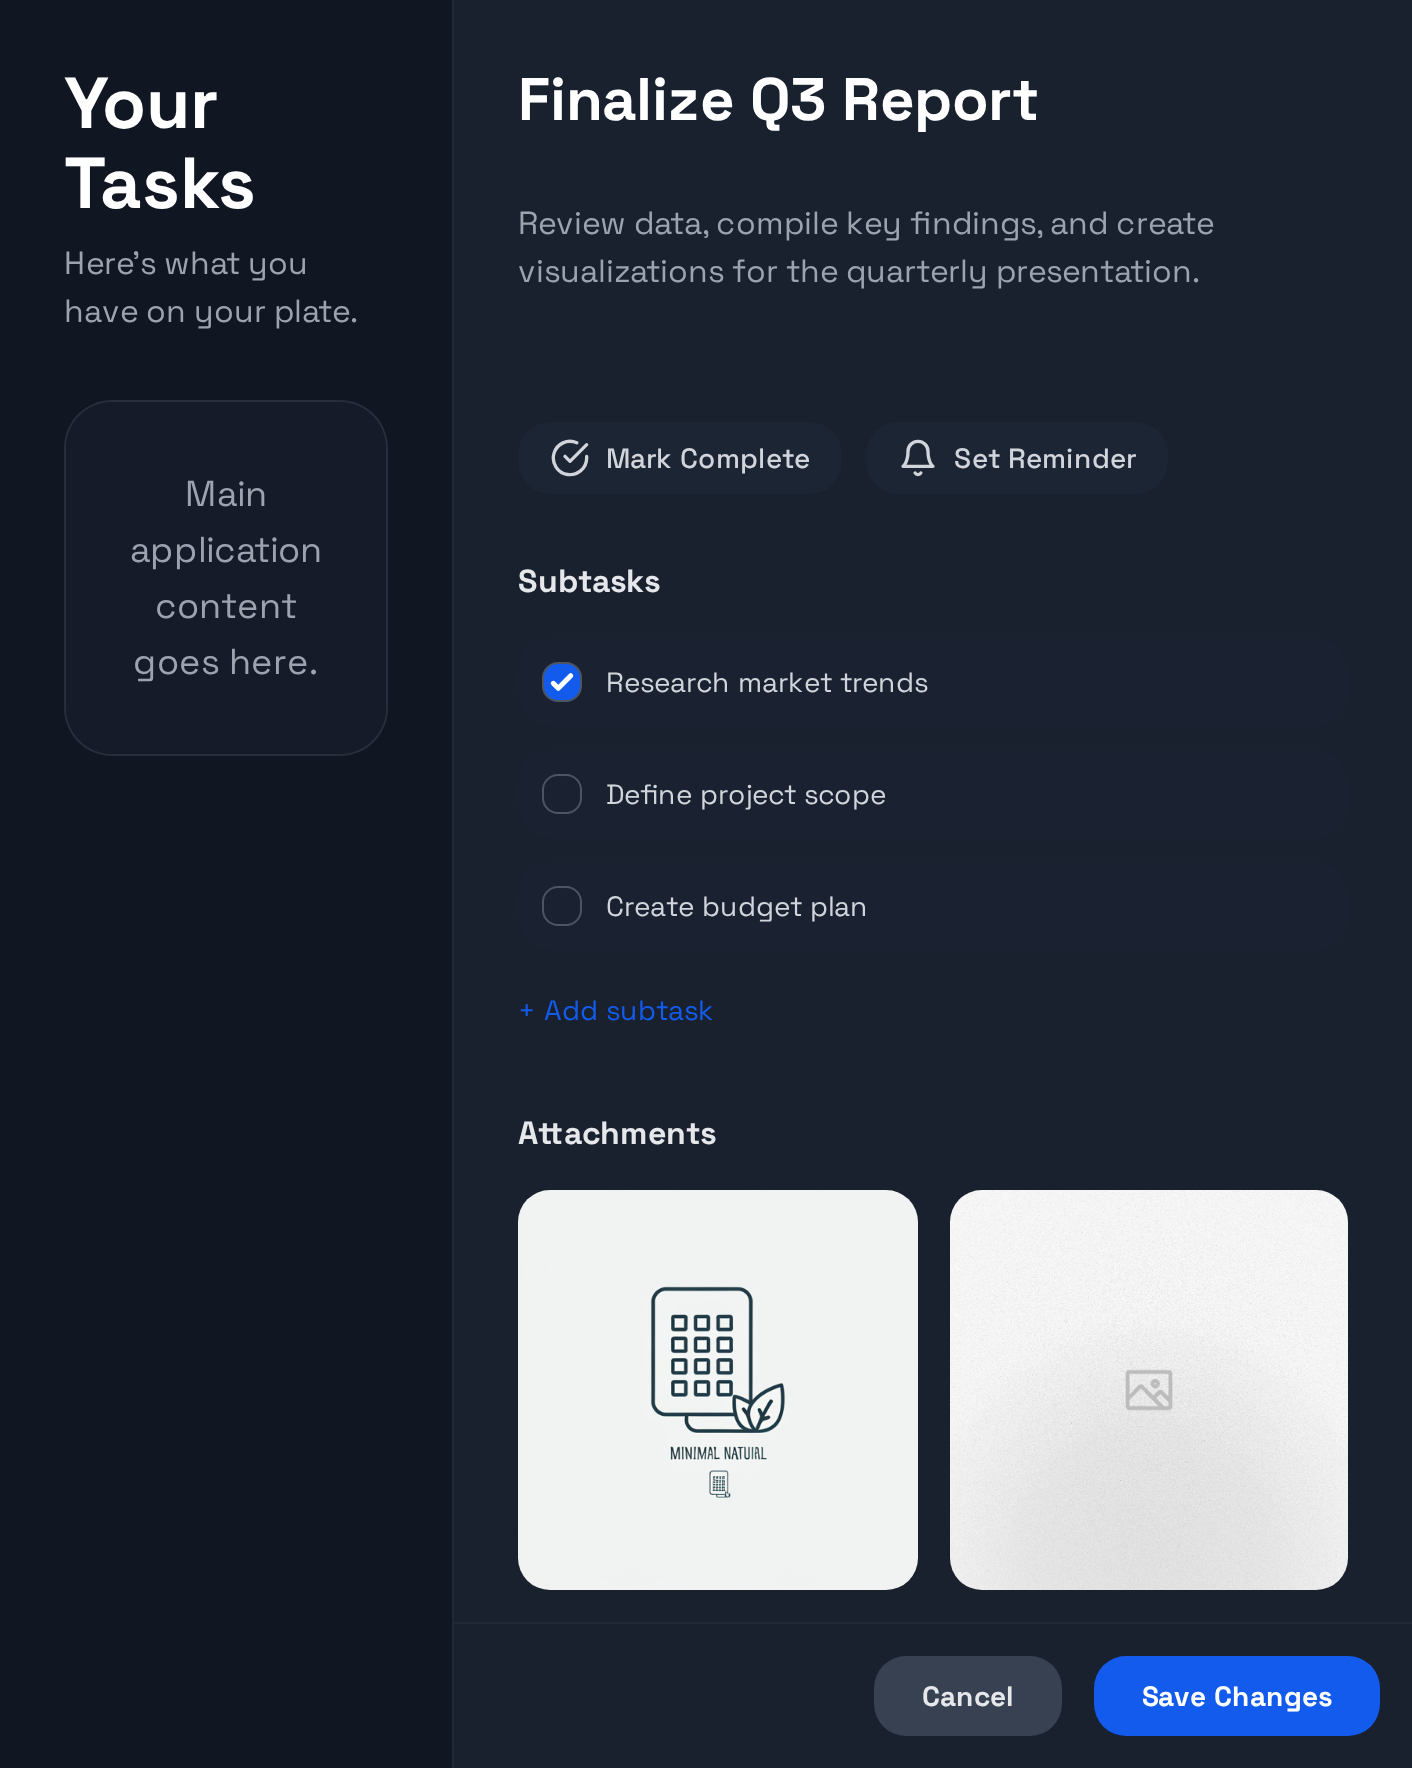 Your
Tasks
Here's what you
have on your plate.
Main
application
content
goes here.
Finalize Q3 Report
Review data, compile key findings, and create
visualizations for the quarterly presentation.
Mark Complete
Set Reminder
Subtasks
Research market trends
Define project scope
Create budget plan
+ Add subtask
Attachments
MINIMAL NATUIRL
Cancel
Save Changes